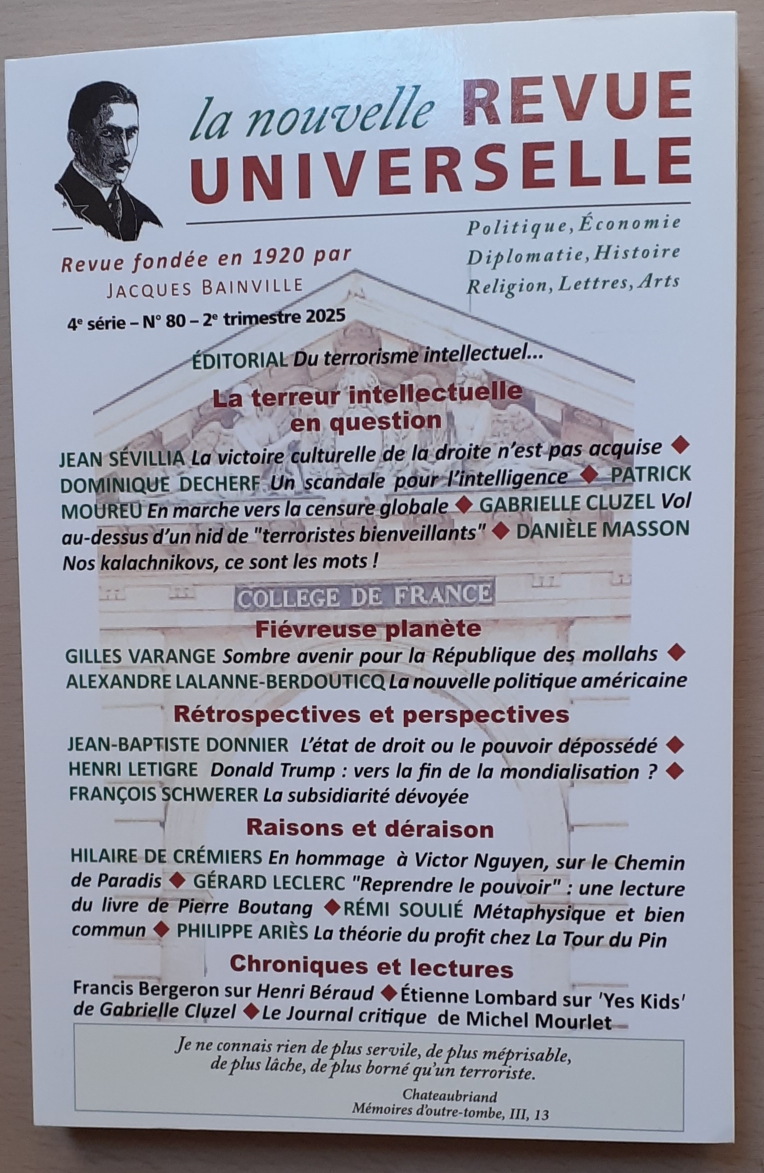 la nouvelle REVUE
UNIVERSELLE
Politique, Économie
Diplomatie, Histoire
Religion, Lettres, Arts
Revue fondée en 1920 par
JACQUES BAINVILLE
4e série – N° 80 – 2e trimestre 2025
ÉDITORIAL Du terrorisme intellectuel...
La terreur intellectuelle
en question
JEAN SÉVILLIA La victoire culturelle de la droite n'est pas acquise ◆
DOMINIQUE DECHERF Un scandale pour l'intelligence ◆ PATRICK
MOUREU En marche vers la censure globale ◆ GABRIELLE CLUZEL Vol
au-dessus d'un nid de "terroristes bienveillants" ◆ DANIÈLE MASSON
Nos kalachnikovs, ce sont les mots !
COLLEGE DE FRANCE
Fiévreuse planète
GILLES VARANGE Sombre avenir pour la République des mollahs ◆
ALEXANDRE LALANNE-BERDOUTICQ La nouvelle politique américaine
Rétrospectives et perspectives
JEAN-BAPTISTE DONNIER L'état de droit ou le pouvoir dépossédé ◆
HENRI LETIGRE Donald Trump : vers la fin de la mondialisation ? ◆
FRANÇOIS SCHWERER La subsidiarité dévoyée
Raisons et déraison
HILAIRE DE CRÉMIERS En hommage à Victor Nguyen, sur le Chemin
de Paradis ◆ GÉRARD LECLERC "Reprendre le pouvoir" : une lecture
du livre de Pierre Boutang ◆ RÉMI SOULIÉ Métaphysique et bien
commun ◆ PHILIPPE ARIÈS La théorie du profit chez La Tour du Pin
Chroniques et lectures
Francis Bergeron sur Henri Béraud ◆ Étienne Lombard sur 'Yes Kids'
de Gabrielle Cluzel ◆ Le Journal critique de Michel Mourlet
Je ne connais rien de plus servile, de plus méprisable,
de plus lâche, de plus borné qu'un terroriste.
Chateaubriand
Mémoires d'outre-tombe, III, 13